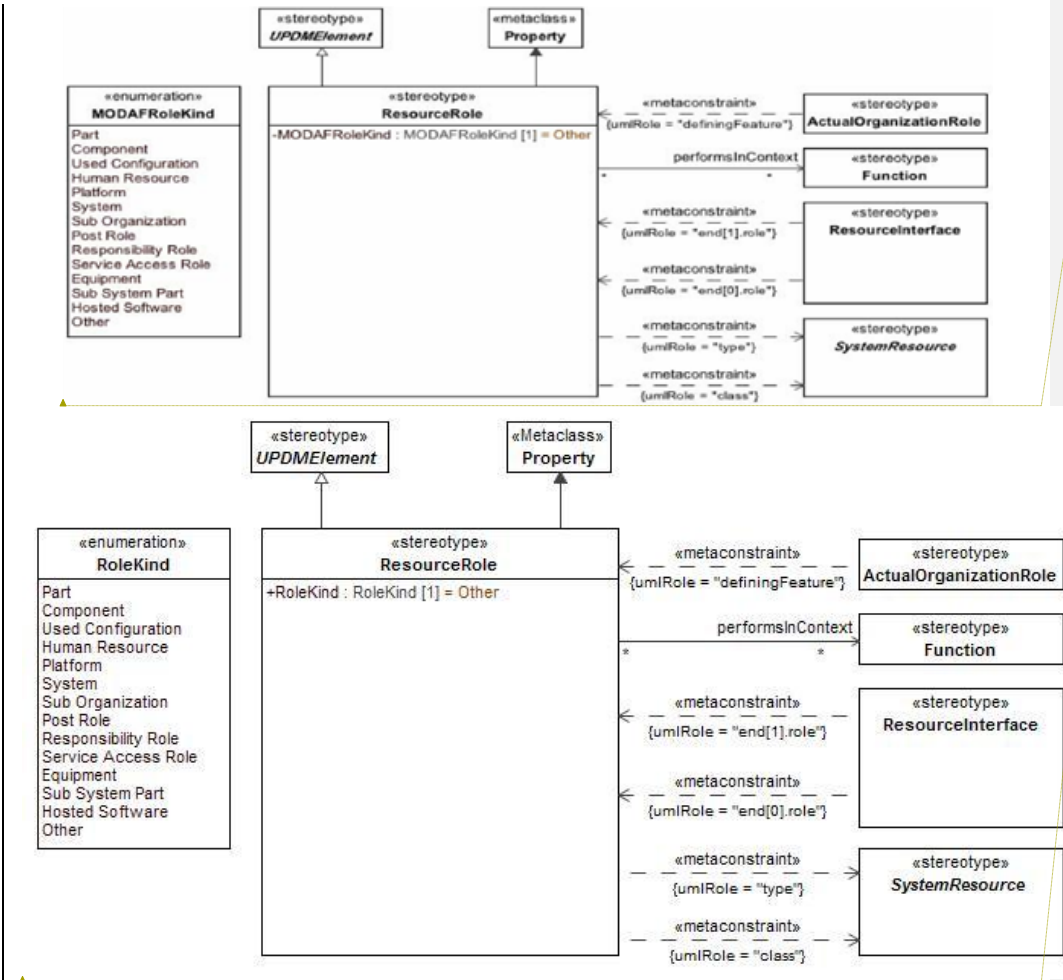 «stereotype»
UPDMElement
«metaclass»
Property
«enumeration»
MODAFRoleKind
Part
Component
Used Configuration
Human Resource
Platform
System
Sub Organization
Post Role
Responsibility Role
Service Access Role
Equipment
Sub System Part
Hosted Software
Other
«stereotype»
ResourceRole
-MODAFRoleKind : MODAFRoleKind [1] = Other
«metaconstraint»
{umlRole = "definingFeature"}
«stereotype»
ActualOrganizationRole
performsInContext
*
*
«stereotype»
Function
«metaconstraint»
{umlRole = "end[1].role"}
«stereotype»
ResourceInterface
«metaconstraint»
{umlRole = "end[0].role"}
«metaconstraint»
{umlRole = "type"}
«stereotype»
SystemResource
«metaconstraint»
{umlRole = "class"}
«stereotype»
UPDMElement
«Metaclass»
Property
«enumeration»
RoleKind
Part
Component
Used Configuration
Human Resource
Platform
System
Sub Organization
Post Role
Responsibility Role
Service Access Role
Equipment
Sub System Part
Hosted Software
Other
«stereotype»
ResourceRole
+RoleKind : RoleKind [1] = Other
«metaconstraint»
{umlRole = "definingFeature"}
«stereotype»
ActualOrganizationRole
performsInContext
*
*
«stereotype»
Function
«metaconstraint»
{umlRole = "end[1].role"}
«stereotype»
ResourceInterface
«metaconstraint»
{umlRole = "end[0].role"}
«metaconstraint»
{umlRole = "type"}
«stereotype»
SystemResource
«metaconstraint»
{umlRole = "class"}